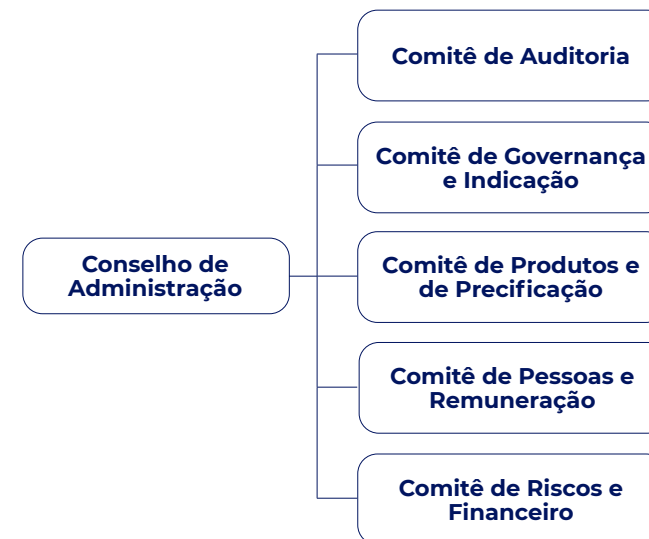 Comitê de Auditoria
Comitê de Governança
e Indicação
Conselho de
Administração
Comitê de Produtos e
de Precificação
Comitê de Pessoas e
Remuneração
Comitê de Riscos e
Financeiro